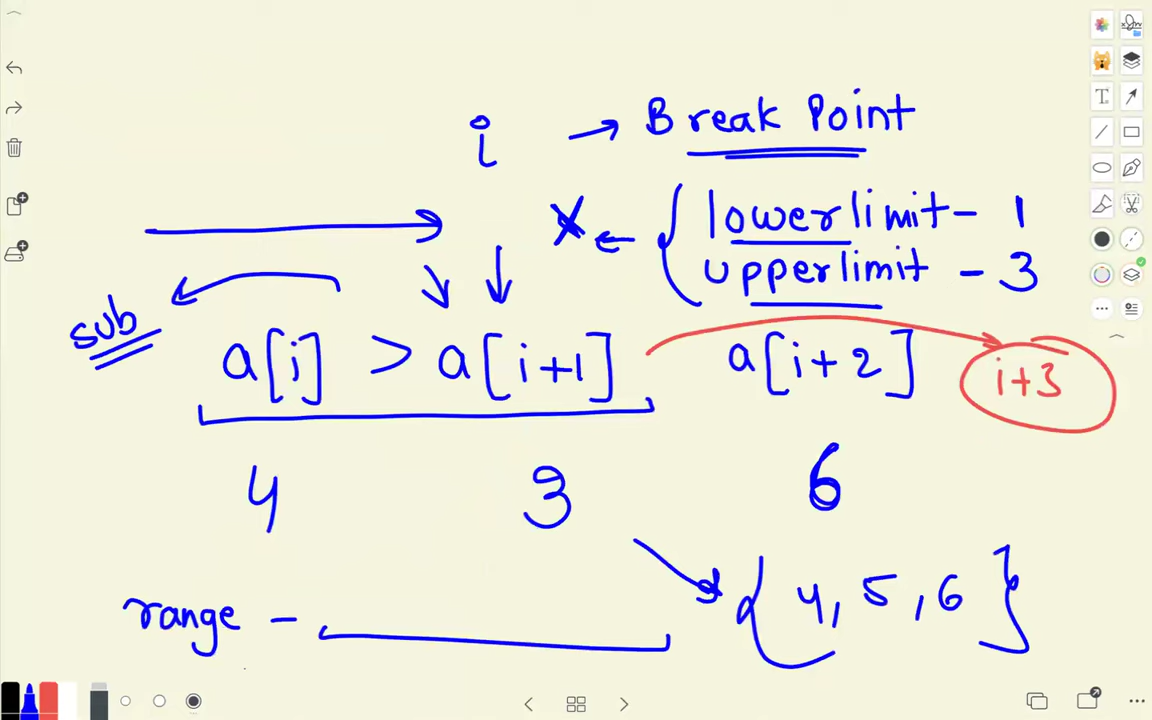 i → Break Point
x ← { lowerlimit - 1
upperlimit - 3
sub
a[i] > a[i+1] a[i+2] i+3
4 3 6
range - { 4, 5, 6 }